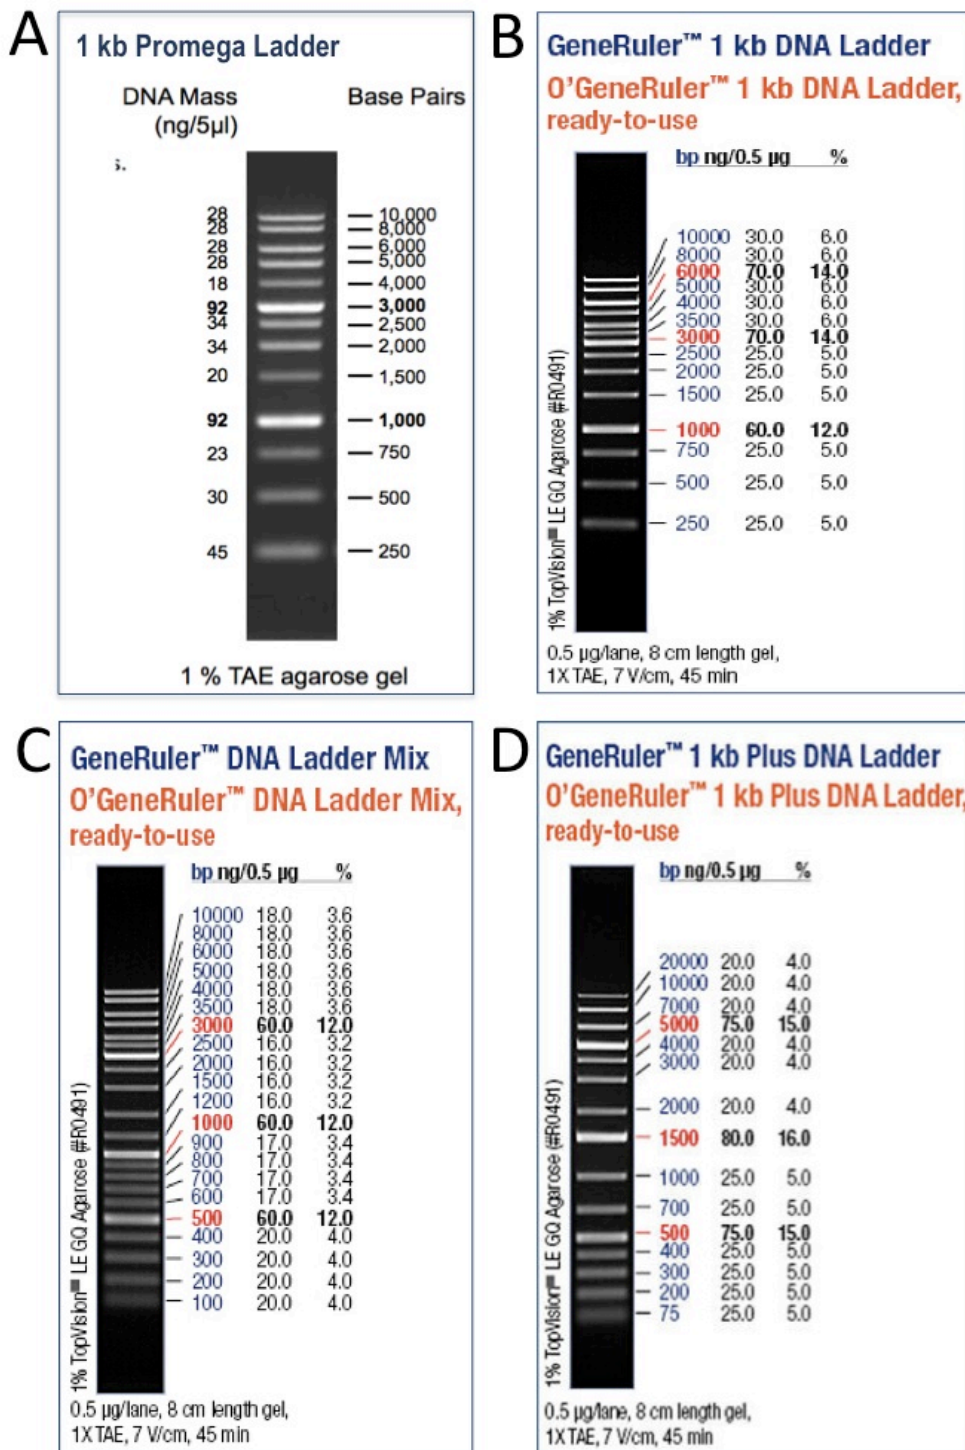 A
1 kb Promega Ladder
DNA Mass
(ng/5µl)
Base Pairs
s.
28 10,000
28 8,000
28 6,000
28 5,000
18 4,000
92 3,000
34 2,500
34 2,000
20 1,500
92 1,000
23 750
30 500
45 250
1 % TAE agarose gel
B
GeneRuler™ 1 kb DNA Ladder
O'GeneRuler™ 1 kb DNA Ladder,
ready-to-use
bp ng/0.5 µg %
10000 30.0 6.0
8000 30.0 6.0
6000 70.0 14.0
5000 30.0 6.0
4000 30.0 6.0
3500 30.0 6.0
3000 70.0 14.0
2500 25.0 5.0
2000 25.0 5.0
1500 25.0 5.0
1000 60.0 12.0
750 25.0 5.0
500 25.0 5.0
250 25.0 5.0
1% TopVision™ LE GQ Agarose (#R0491)
0.5 µg/lane, 8 cm length gel,
1X TAE, 7 V/cm, 45 min
C
GeneRuler™ DNA Ladder Mix
O'GeneRuler™ DNA Ladder Mix,
ready-to-use
bp ng/0.5 µg %
10000 18.0 3.6
8000 18.0 3.6
6000 18.0 3.6
5000 18.0 3.6
4000 18.0 3.6
3500 18.0 3.6
3000 60.0 12.0
2500 16.0 3.2
2000 16.0 3.2
1500 16.0 3.2
1200 16.0 3.2
1000 60.0 12.0
900 17.0 3.4
800 17.0 3.4
700 17.0 3.4
600 17.0 3.4
500 60.0 12.0
400 20.0 4.0
300 20.0 4.0
200 20.0 4.0
100 20.0 4.0
1% TopVision™ LE GQ Agarose (#R0491)
0.5 µg/lane, 8 cm length gel,
1X TAE, 7 V/cm, 45 min
D
GeneRuler™ 1 kb Plus DNA Ladder
O'GeneRuler™ 1 kb Plus DNA Ladder,
ready-to-use
bp ng/0.5 µg %
20000 20.0 4.0
10000 20.0 4.0
7000 20.0 4.0
5000 75.0 15.0
4000 20.0 4.0
3000 20.0 4.0
2000 20.0 4.0
1500 80.0 16.0
1000 25.0 5.0
700 25.0 5.0
500 75.0 15.0
400 25.0 5.0
300 25.0 5.0
200 25.0 5.0
75 25.0 5.0
1% TopVision™ LE GQ Agarose (#R0491)
0.5 µg/lane, 8 cm length gel,
1X TAE, 7 V/cm, 45 min